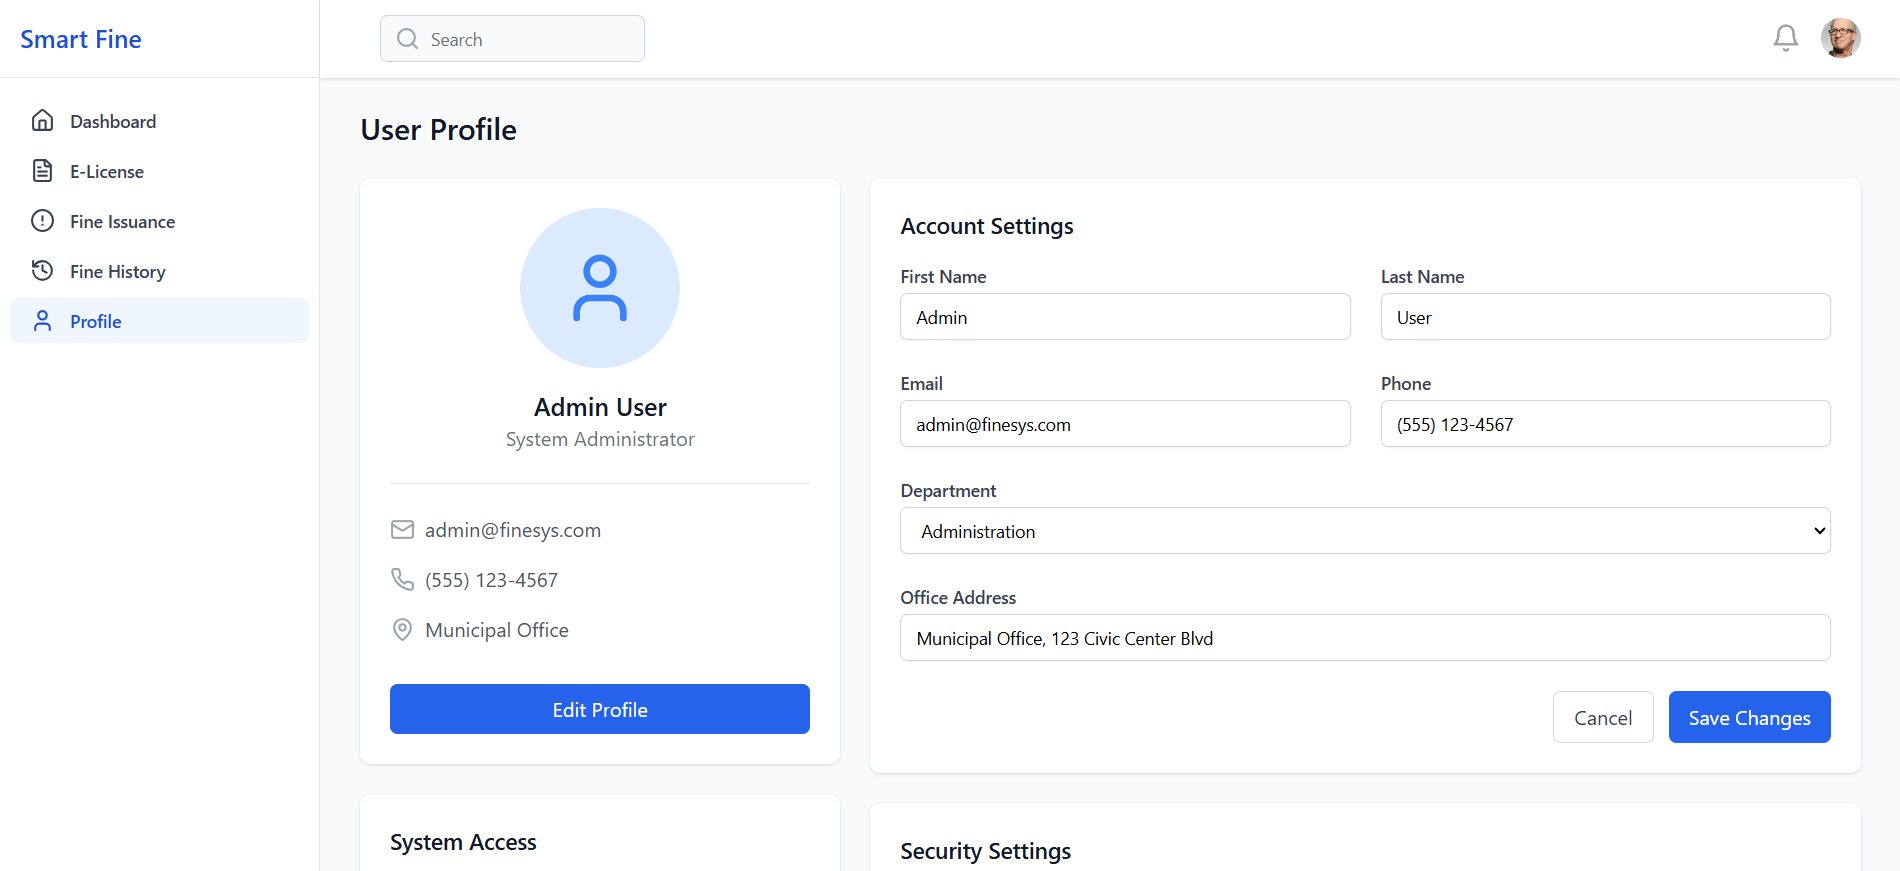 Smart Fine
Search
Dashboard
E-License
Fine Issuance
Fine History
Profile
User Profile
Admin User
System Administrator
admin@finesys.com
(555) 123-4567
Municipal Office
Edit Profile
System Access
Account Settings
First Name
Last Name
Admin
User
Email
Phone
admin@finesys.com
(555) 123-4567
Department
Administration
Office Address
Municipal Office, 123 Civic Center Blvd
Cancel
Save Changes
Security Settings